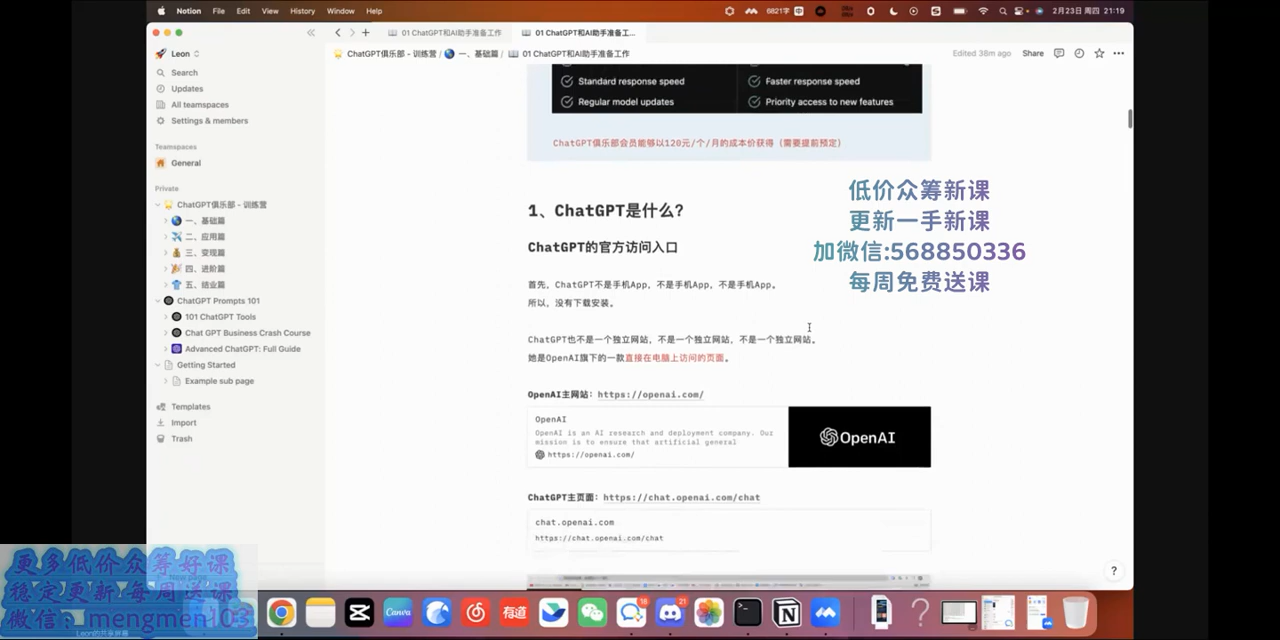 Notion File Edit View History Window Help
6821字 2月23日 周四 21:19
Leon
01 ChatGPT和AI助手准备工作
01 ChatGPT和AI助手准备工...
ChatGPT俱乐部 - 训练营 / 一、基础篇 / 01 ChatGPT和AI助手准备工作
Edited 38m ago Share
Search
Updates
All teamspaces
Settings & members
Teamspaces
General
Private
ChatGPT俱乐部 - 训练营
一、基础篇
二、应用篇
三、变现篇
四、进阶篇
五、结业篇
ChatGPT Prompts 101
101 ChatGPT Tools
Chat GPT Business Crash Course
Advanced ChatGPT: Full Guide
Getting Started
Example sub page
Templates
Import
Trash
Standard response speed
Faster response speed
Regular model updates
Priority access to new features
ChatGPT俱乐部会员能够以120元/个/月的成本价获得（需要提前预定）
1、ChatGPT是什么？
ChatGPT的官方访问入口
首先，ChatGPT不是手机App，不是手机App，不是手机App。
所以，没有下载安装。
ChatGPT也不是一个独立网站，不是一个独立网站，不是一个独立网站。
她是OpenAI旗下的一款直接在电脑上访问的页面。
OpenAI主网站：https://openai.com/
OpenAI
OpenAI is an AI research and deployment company. Our
mission is to ensure that artificial general
https://openai.com/
OpenAI
ChatGPT主页面：https://chat.openai.com/chat
chat.openai.com
https://chat.openai.com/chat
?
低价众筹新课
更新一手新课
加微信:568850336
每周免费送课
更多低价众筹好课
稳定更新 每周送课
微信：mengmen103
Leon的共享屏幕
Canva
有道